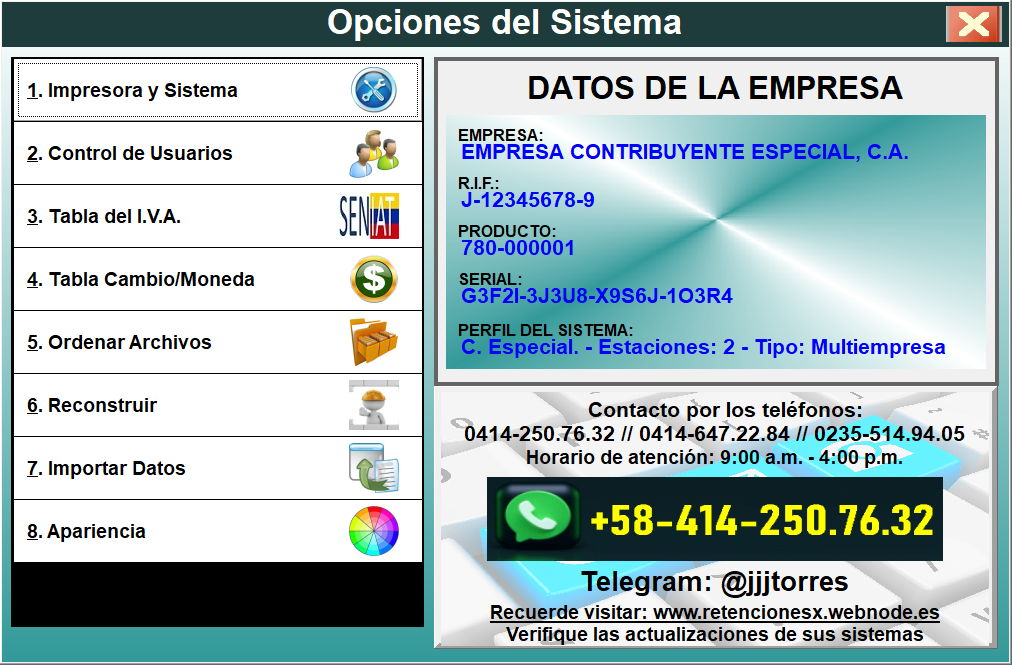 Opciones del Sistema
1. Impresora y Sistema
2. Control de Usuarios
3. Tabla del I.V.A.
SENIAT
4. Tabla Cambio/Moneda
$
5. Ordenar Archivos
6. Reconstruir
7. Importar Datos
8. Apariencia
DATOS DE LA EMPRESA
EMPRESA:
EMPRESA CONTRIBUYENTE ESPECIAL, C.A.
R.I.F.:
J-12345678-9
PRODUCTO:
780-000001
SERIAL:
G3F2I-3J3U8-X9S6J-1O3R4
PERFIL DEL SISTEMA:
C. Especial. - Estaciones: 2 - Tipo: Multiempresa
Contacto por los teléfonos:
0414-250.76.32 // 0414-647.22.84 // 0235-514.94.05
Horario de atención: 9:00 a.m. - 4:00 p.m.
+58-414-250.76.32
Telegram: @jjjtorres
Recuerde visitar: www.retencionesx.webnode.es
Verifique las actualizaciones de sus sistemas